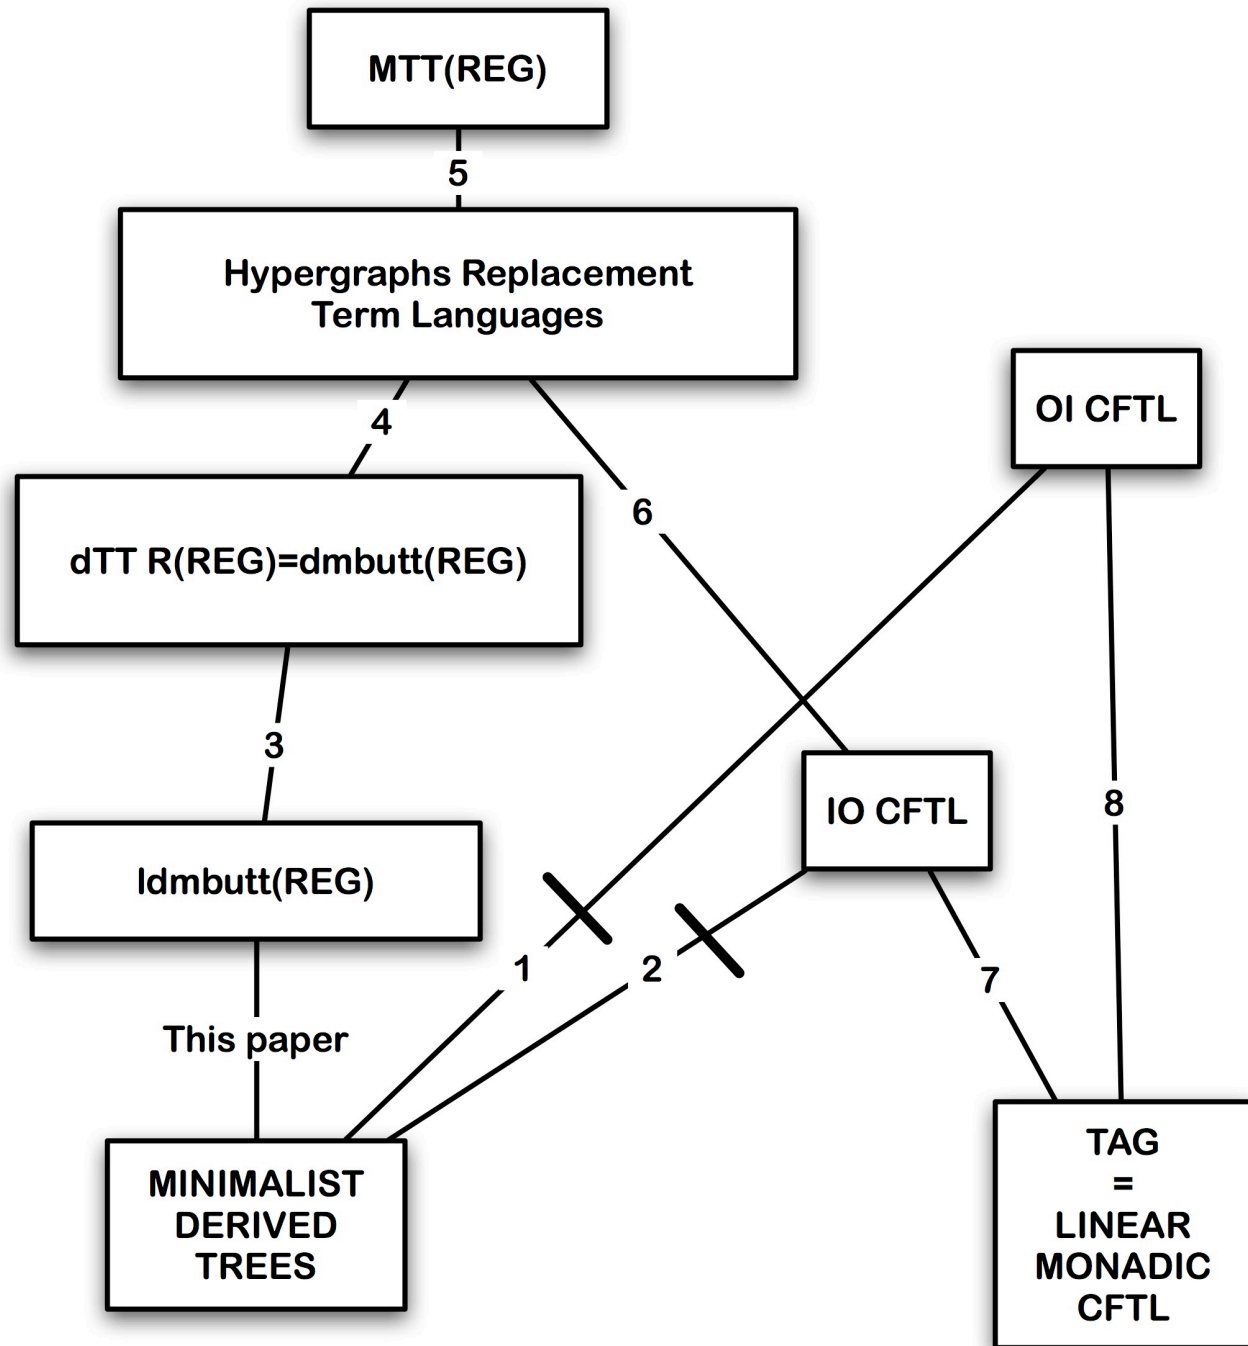 MTT(REG)
5
Hypergraphs Replacement
Term Languages
OI CFTL
4
6
dTT R(REG)=dmbutt(REG)
3
IO CFTL
8
ldmbutt(REG)
1
2
7
This paper
MINIMALIST
DERIVED
TREES
TAG
=
LINEAR
MONADIC
CFTL